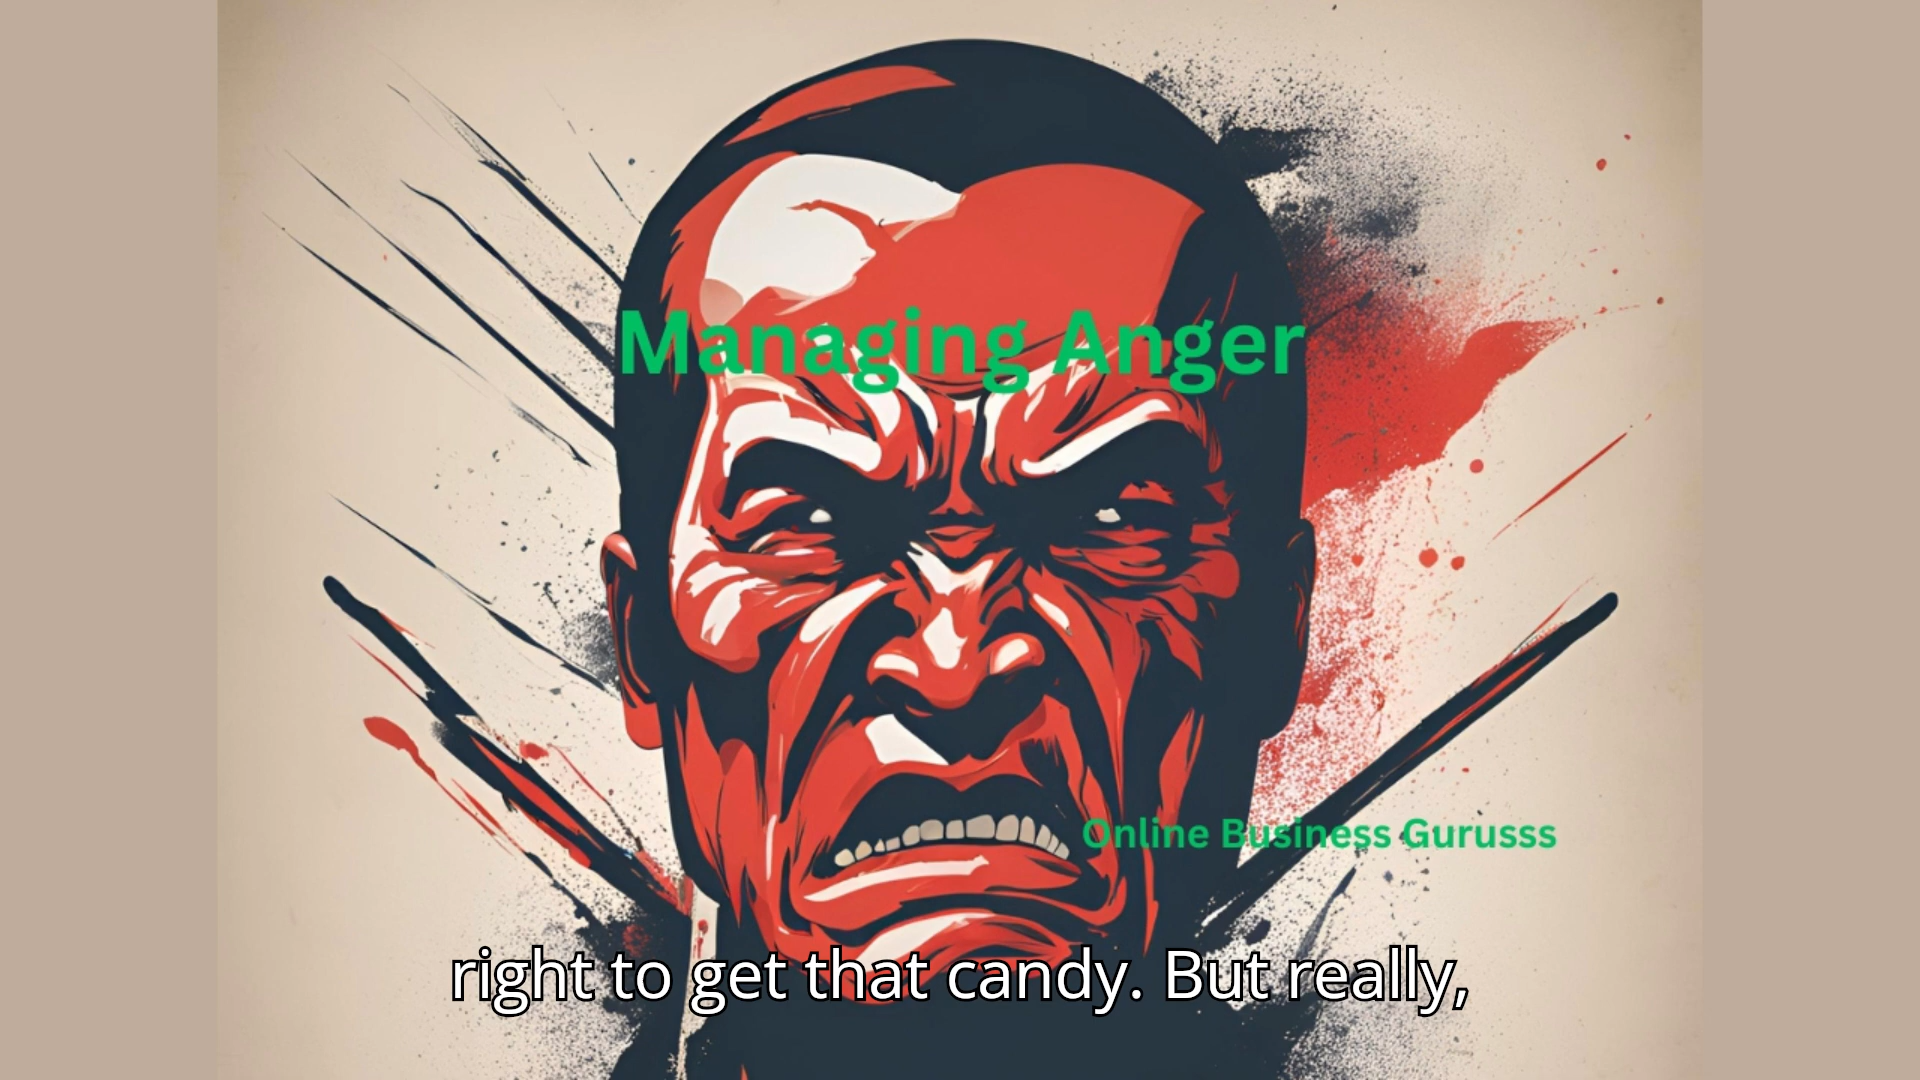 Managing Anger
Online Business Gurusss
right to get that candy. But really,